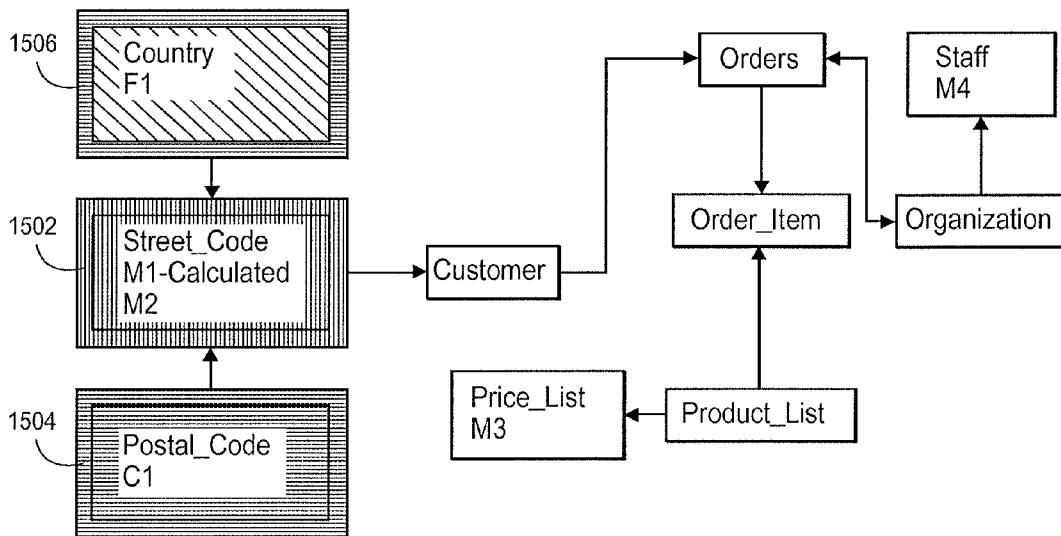 1506
Country
F1
1502
Street_Code
M1-Calculated
M2
1504
Postal_Code
C1
Customer
Orders
Order_Item
Staff
M4
Organization
Price_List
M3
Product_List